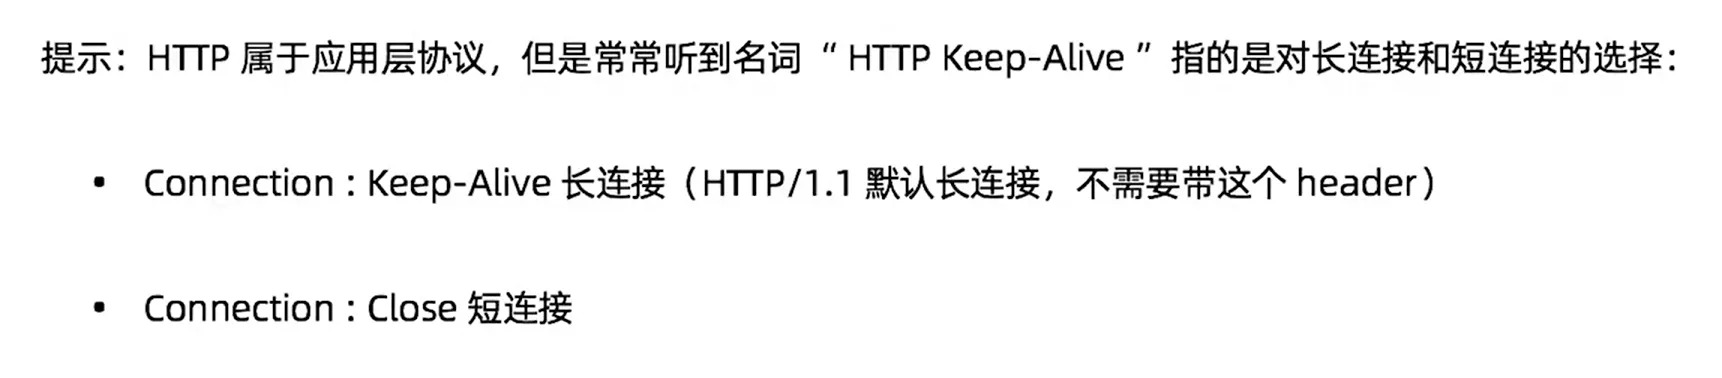 提示：HTTP 属于应用层协议，但是常常听到名词 “ HTTP Keep-Alive ” 指的是对长连接和短连接的选择：
• Connection : Keep-Alive 长连接（HTTP/1.1 默认长连接，不需要带这个 header）
• Connection : Close 短连接